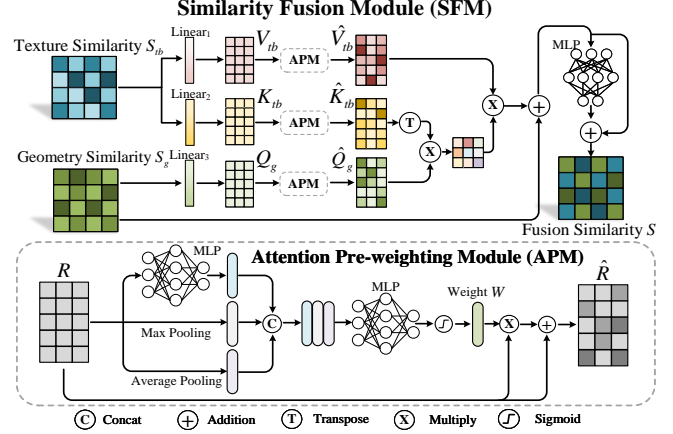 Similarity Fusion Module (SFM)
Texture Similarity S_tb
Linear₁
V_tb
APM
V̂_tb
MLP
Linear₂
K_tb
APM
K̂_tb
T
X
Geometry Similarity S_g
Linear₃
Q_g
APM
Q̂_g
X
Fusion Similarity S
Attention Pre-weighting Module (APM)
R
MLP
MLP
Weight W
R̂
Max Pooling
C
X
Average Pooling
C Concat
+ Addition
T Transpose
X Multiply
Sigmoid